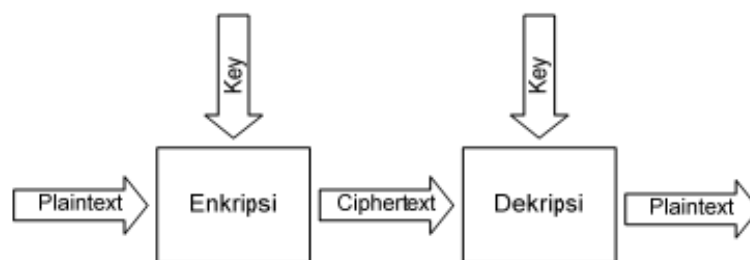 Key
Key
Plaintext
Enkripsi
Ciphertext
Dekripsi
Plaintext